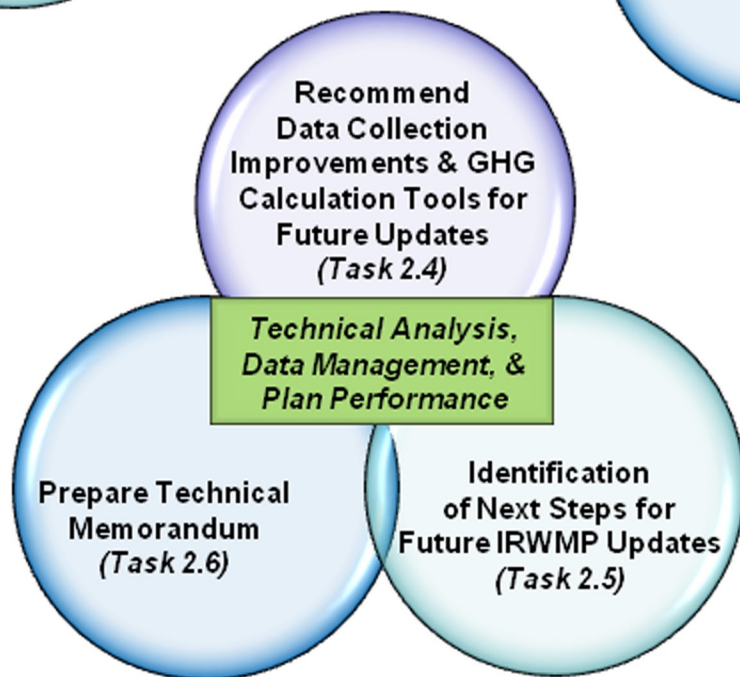 Recommend
Data Collection
Improvements & GHG
Calculation Tools for
Future Updates
(Task 2.4)
Technical Analysis,
Data Management, &
Plan Performance
Prepare Technical
Memorandum
(Task 2.6)
Identification
of Next Steps for
Future IRWMP Updates
(Task 2.5)